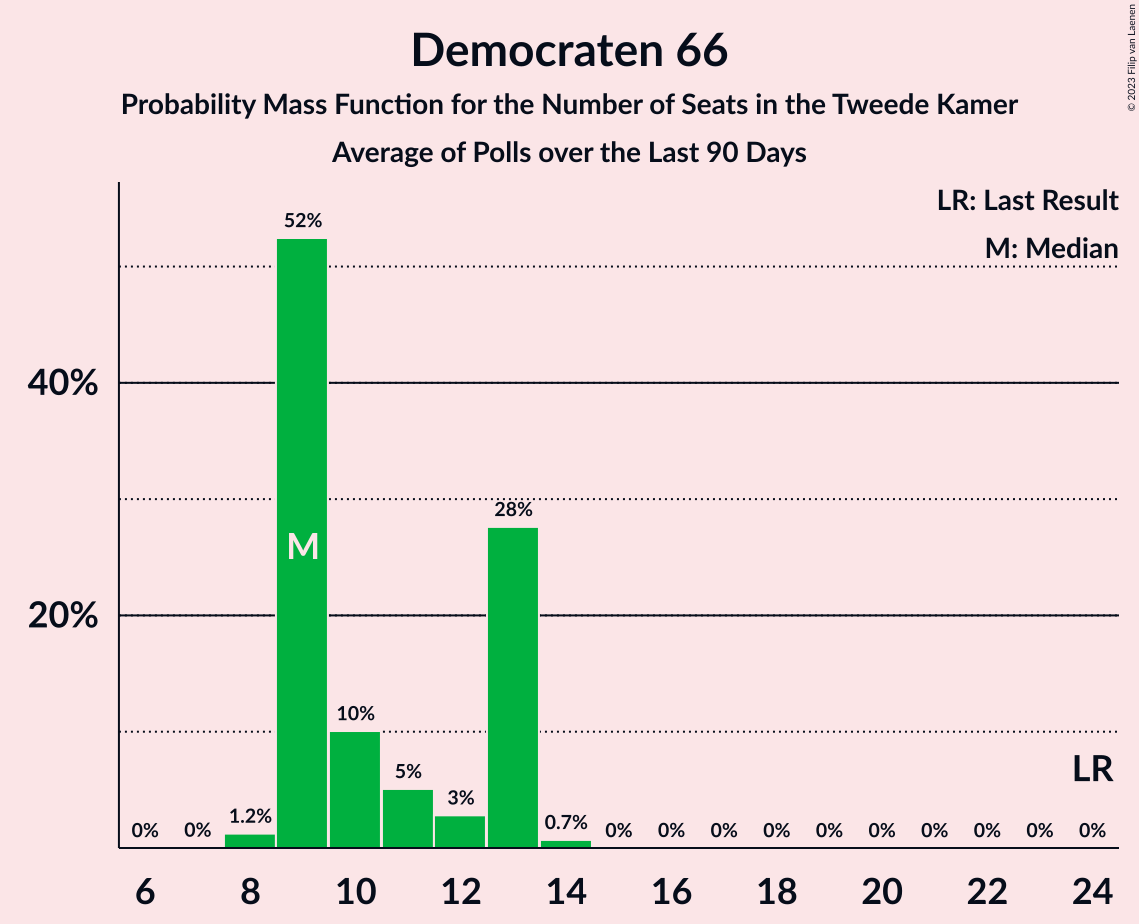 Democraten 66
Probability Mass Function for the Number of Seats in the Tweede Kamer
Average of Polls over the Last 90 Days
© 2023 Filip van Laenen
LR: Last Result
M: Median
52%
40%
28%
M
20%
10%
5%
3%
1.2%
0.7%
0% 0% 0% 0% 0% 0% 0% 0% 0% 0% 0% 0%
LR
6 8 10 12 14 16 18 20 22 24